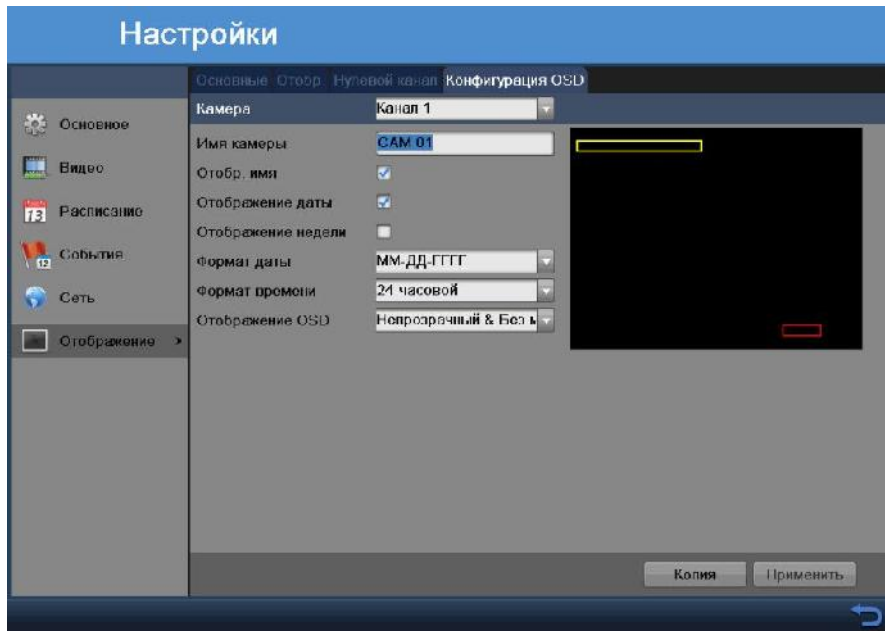 Настройки
Основные Отобр. Нулевой канал Конфигурация OSD
Камера Канал 1
Основное
Видео
13 Расписание
События
12
Сеть
Отображение
Имя камеры CAM 01
Отобр. имя
Отображение даты
Отображение недели
Формат даты ММ-ДД-ГГГГ
Формат времени 24 часовой
Отображение OSD Непрозрачный & Без м
Копия Применить